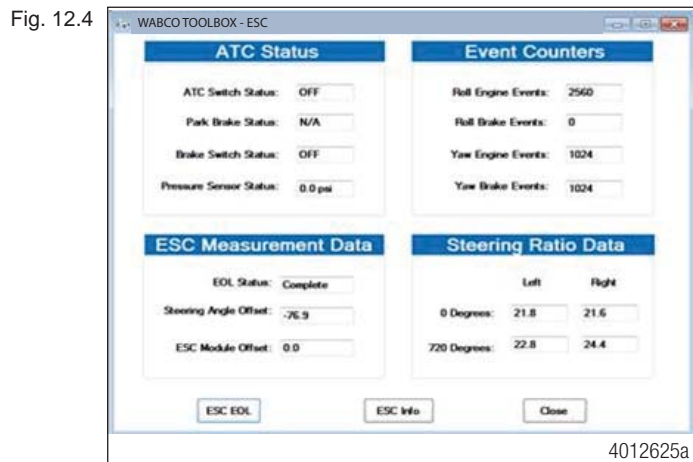 Fig. 12.4
WABCO TOOLBOX - ESC
ATC Status
ATC Switch Status: OFF
Park Brake Status: N/A
Brake Switch Status: OFF
Pressure Sensor Status: 0.0 psi
Event Counters
Roll Engine Events: 2560
Roll Brake Events: 0
Yaw Engine Events: 1024
Yaw Brake Events: 1024
ESC Measurement Data
EOL Status: Complete
Steering Angle Offset: -76.9
ESC Module Offset: 0.0
Steering Ratio Data
Left Right
0 Degrees: 21.8 21.6
720 Degrees: 22.8 24.4
ESC EOL ESC Info Close
4012625a